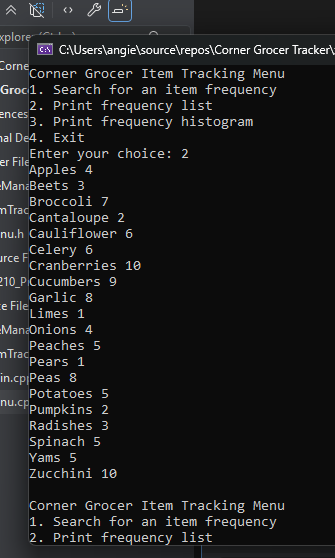 xplorer (Ctrl+
C:\Users\angie\source\repos\Corner Grocer Tracker\
Corner Grocer Item Tracking Menu
1. Search for an item frequency
2. Print frequency list
3. Print frequency histogram
4. Exit
Enter your choice: 2
Apples 4
Beets 3
Broccoli 7
Cantaloupe 2
Cauliflower 6
Celery 6
Cranberries 10
Cucumbers 9
Garlic 8
Limes 1
Onions 4
Peaches 5
Pears 1
Peas 8
Potatoes 5
Pumpkins 2
Radishes 3
Spinach 5
Yams 5
Zucchini 10
Corner Grocer Item Tracking Menu
1. Search for an item frequency
2. Print frequency list
Corne
Groc
ences
nal De
er File
eMana
mTrac
nu.h
urce F
210_P
e File
eMana
mTrac
in.cp
nu.cp